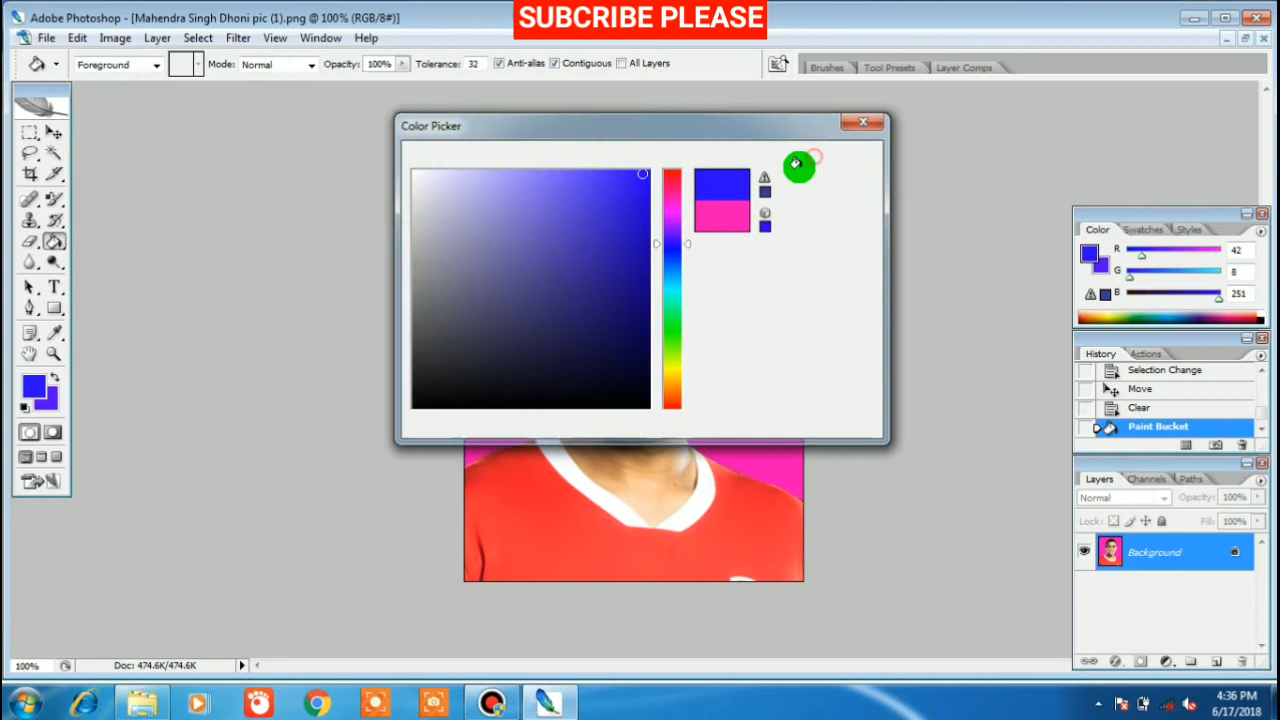 Adobe Photoshop - [Mahendra Singh Dhoni pic (1).png @ 100% (RGB/8#)]
SUBCRIBE PLEASE
File Edit Image Layer Select Filter View Window Help
Foreground Mode: Normal Opacity: 100% Tolerance: 32 Anti-alias Contiguous All Layers
Brushes Tool Presets Layer Comps
Color Picker
Color Swatches Styles
R 42
G 8
B 251
History Actions
Selection Change
Move
Clear
Paint Bucket
Layers Channels Paths
Normal Opacity: 100%
Lock: Fill: 100%
Background
100% Doc: 474.6K/474.6K
4:36 PM
6/17/2018